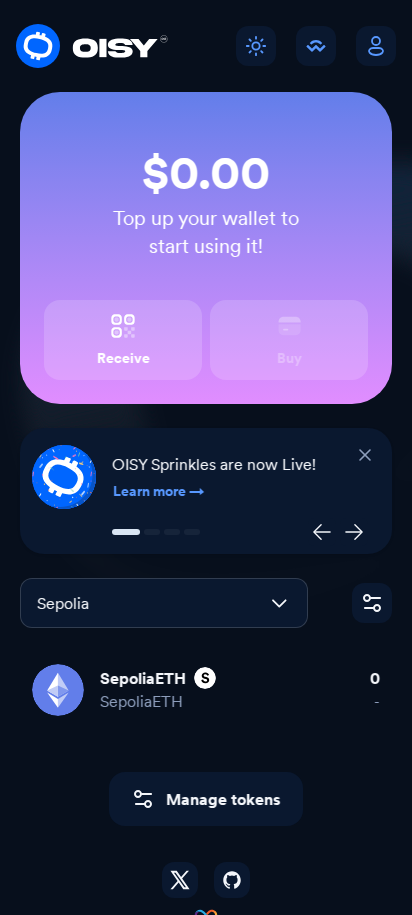 OISY
$0.00
Top up your wallet to
start using it!
Receive
Buy
OISY Sprinkles are now Live!
Learn more →
Sepolia
SepoliaETH S
0
SepoliaETH
-
Manage tokens